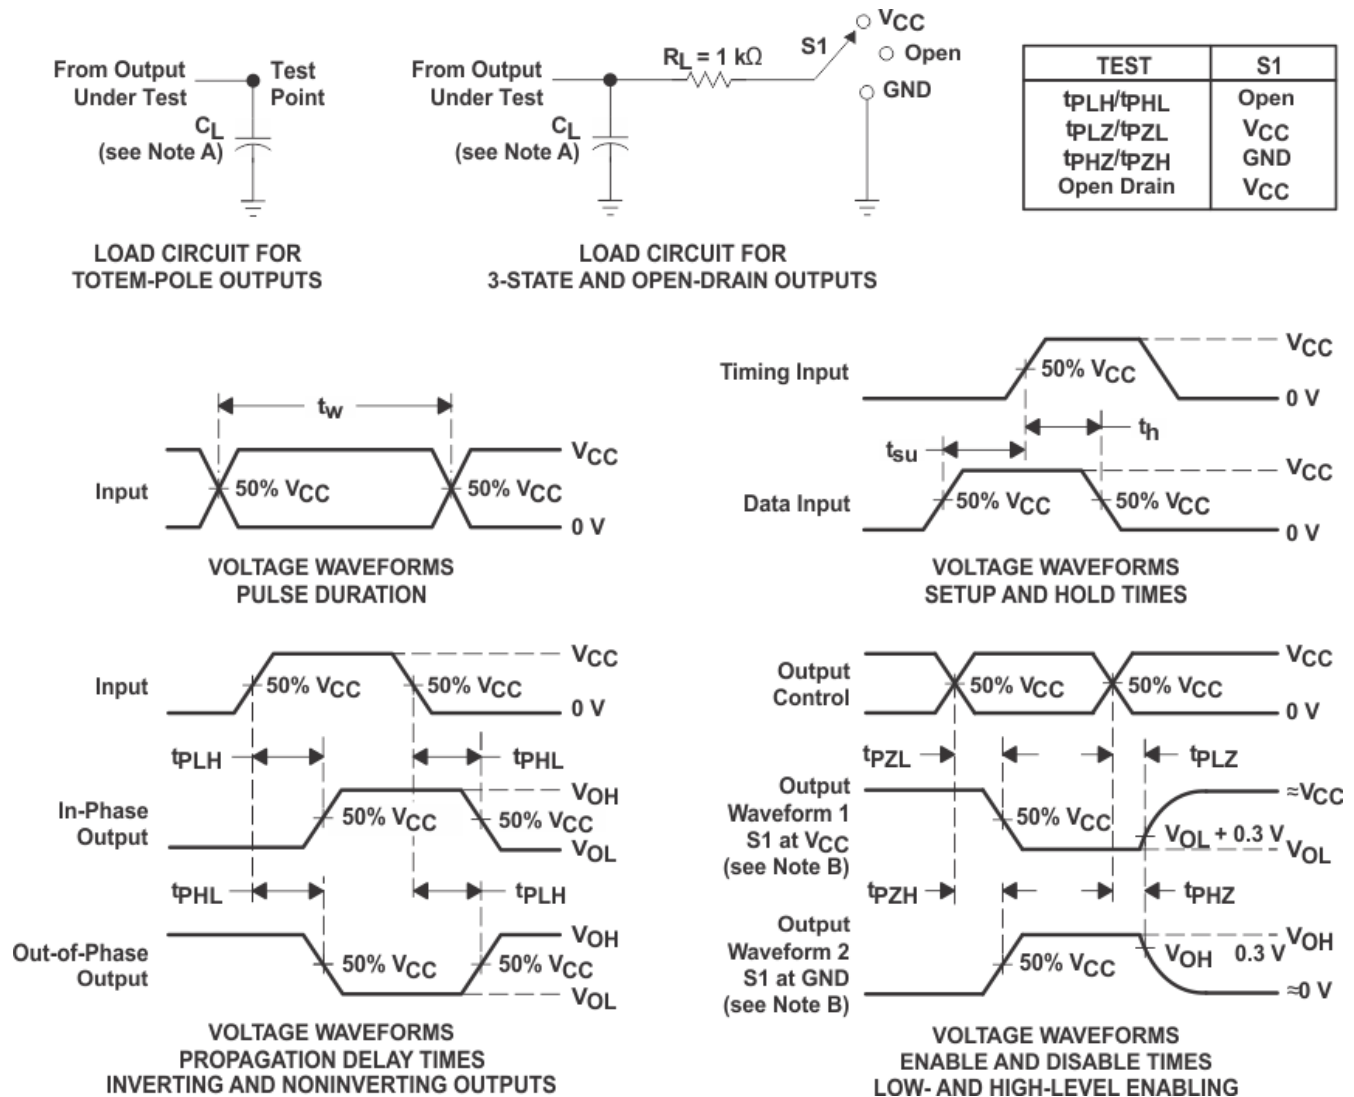 From Output
Under Test
Test
Point
CL
(see Note A)
LOAD CIRCUIT FOR
TOTEM-POLE OUTPUTS
From Output
Under Test
CL
(see Note A)
RL = 1 kΩ
S1
VCC
Open
GND
LOAD CIRCUIT FOR
3-STATE AND OPEN-DRAIN OUTPUTS
TEST S1
tPLH/tPHL Open
tPLZ/tPZL VCC
tPHZ/tPZH GND
Open Drain VCC
tw
Input
50% VCC
50% VCC
VCC
0 V
VOLTAGE WAVEFORMS
PULSE DURATION
Timing Input
50% VCC
VCC
0 V
tsu
th
Data Input
50% VCC
50% VCC
VCC
0 V
VOLTAGE WAVEFORMS
SETUP AND HOLD TIMES
Input
50% VCC
50% VCC
VCC
0 V
tPLH
tPHL
In-Phase
Output
50% VCC
50% VCC
VOH
VOL
tPHL
tPLH
Out-of-Phase
Output
50% VCC
50% VCC
VOH
VOL
VOLTAGE WAVEFORMS
PROPAGATION DELAY TIMES
INVERTING AND NONINVERTING OUTPUTS
Output
Control
50% VCC
50% VCC
VCC
0 V
tPZL
tPLZ
Output
Waveform 1
S1 at VCC
(see Note B)
50% VCC
VOL + 0.3 V
≈VCC
VOL
tPZH
tPHZ
Output
Waveform 2
S1 at GND
(see Note B)
50% VCC
VOH 0.3 V
VOH
≈0 V
VOLTAGE WAVEFORMS
ENABLE AND DISABLE TIMES
LOW- AND HIGH-LEVEL ENABLING